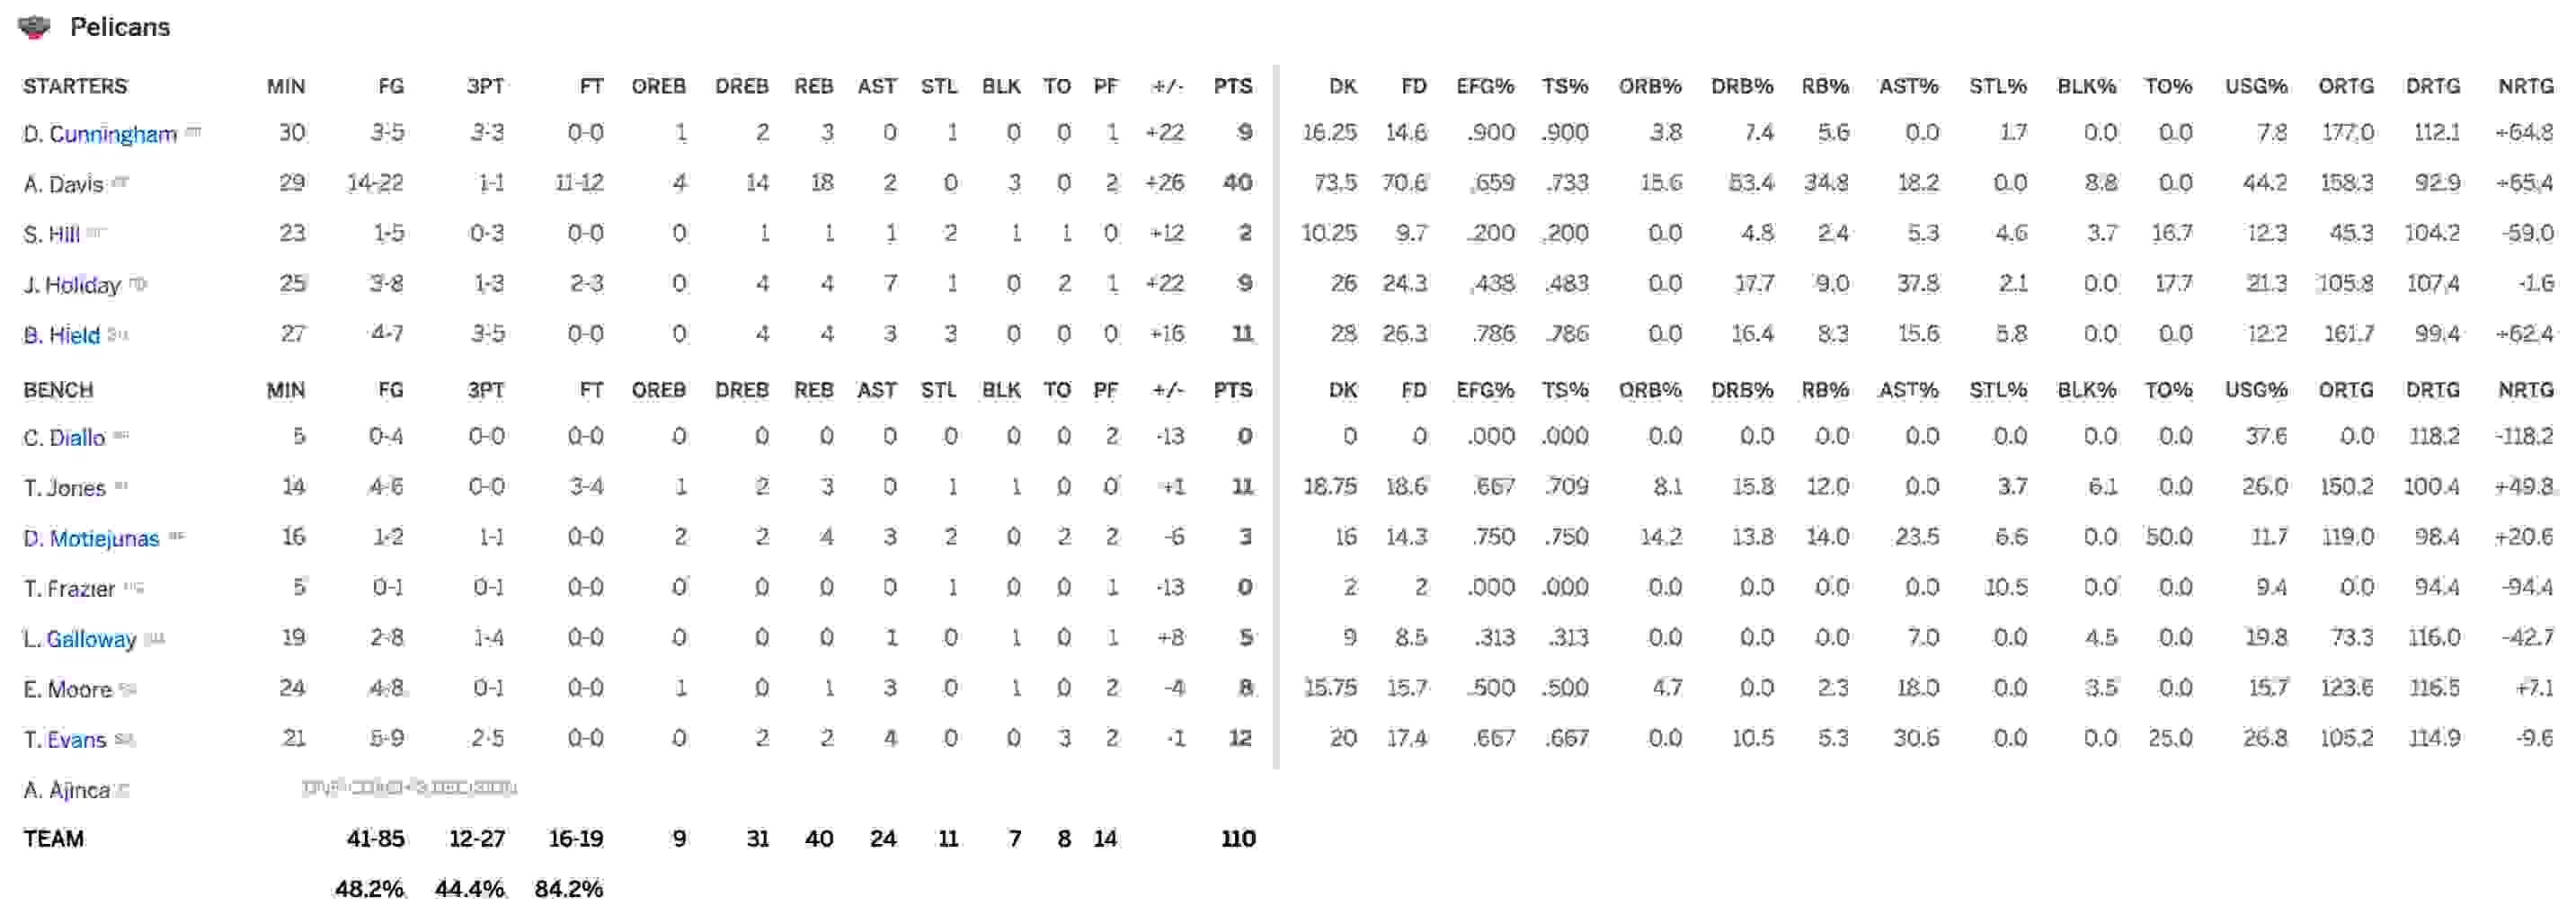 Pelicans
STARTERS MIN FG 3PT FT OREB DREB REB AST STL BLK TO PF +/- PTS DK FD EFG% TS% ORB% DRB% RB% AST% STL% BLK% TO% USG% ORTG DRTG NRTG
D. Cunningham 30 3-5 3-3 0-0 1 2 3 0 1 0 0 1 +22 9 16.25 14.6 .900 .900 3.8 7.4 5.6 0.0 1.7 0.0 0.0 7.8 177.0 112.1 +64.8
A. Davis 29 14-22 1-1 11-12 4 14 18 2 0 3 0 2 +26 40 73.5 70.6 .659 .733 15.6 53.4 34.8 18.2 0.0 8.8 0.0 44.2 158.3 92.9 +65.4
S. Hill 23 1-5 0-3 0-0 0 1 1 1 2 1 1 0 +12 2 10.25 9.7 .200 .200 0.0 4.8 2.4 5.3 4.6 3.7 16.7 12.3 45.3 104.2 -59.0
J. Holiday 25 3-8 1-3 2-3 0 4 4 7 1 0 2 1 +22 9 26 24.3 .438 .483 0.0 17.7 9.0 37.8 2.1 0.0 17.7 21.3 105.8 107.4 -1.6
B. Hield 27 4-7 3-5 0-0 0 4 4 3 3 0 0 0 +16 11 28 26.3 .786 .786 0.0 16.4 8.3 15.6 5.8 0.0 0.0 12.2 161.7 99.4 +62.4
BENCH MIN FG 3PT FT OREB DREB REB AST STL BLK TO PF +/- PTS DK FD EFG% TS% ORB% DRB% RB% AST% STL% BLK% TO% USG% ORTG DRTG NRTG
C. Diallo 5 0-4 0-0 0-0 0 0 0 0 0 0 0 2 -13 0 0 0 .000 .000 0.0 0.0 0.0 0.0 0.0 0.0 0.0 37.6 0.0 118.2 -118.2
T. Jones 14 4-6 0-0 3-4 1 2 3 0 1 1 0 0 +1 11 18.75 18.6 .667 .709 8.1 15.8 12.0 0.0 3.7 6.1 0.0 26.0 150.2 100.4 +49.8
D. Motiejunas 16 1-2 1-1 0-0 2 2 4 3 2 0 2 2 -6 3 16 14.3 .750 .750 14.2 13.8 14.0 23.5 6.6 0.0 50.0 11.7 119.0 98.4 +20.6
T. Frazier 5 0-1 0-1 0-0 0 0 0 0 1 0 0 1 -13 0 2 2 .000 .000 0.0 0.0 0.0 0.0 10.5 0.0 0.0 9.4 0.0 94.4 -94.4
L. Galloway 19 2-8 1-4 0-0 0 0 0 1 0 1 0 1 +8 5 9 8.5 .313 .313 0.0 0.0 0.0 7.0 0.0 4.5 0.0 19.8 73.3 116.0 -42.7
E. Moore 24 4-8 0-1 0-0 1 0 1 3 0 1 0 2 -4 8 15.75 15.7 .500 .500 4.7 0.0 2.3 18.0 0.0 3.5 0.0 15.7 123.6 116.5 +7.1
T. Evans 21 5-9 2-5 0-0 0 2 2 4 0 0 3 2 -1 12 20 17.4 .667 .667 0.0 10.5 5.3 30.6 0.0 0.0 25.0 26.8 105.2 114.9 -9.6
A. Ajinca
TEAM 41-85 12-27 16-19 9 31 40 24 11 7 8 14 110
48.2% 44.4% 84.2%